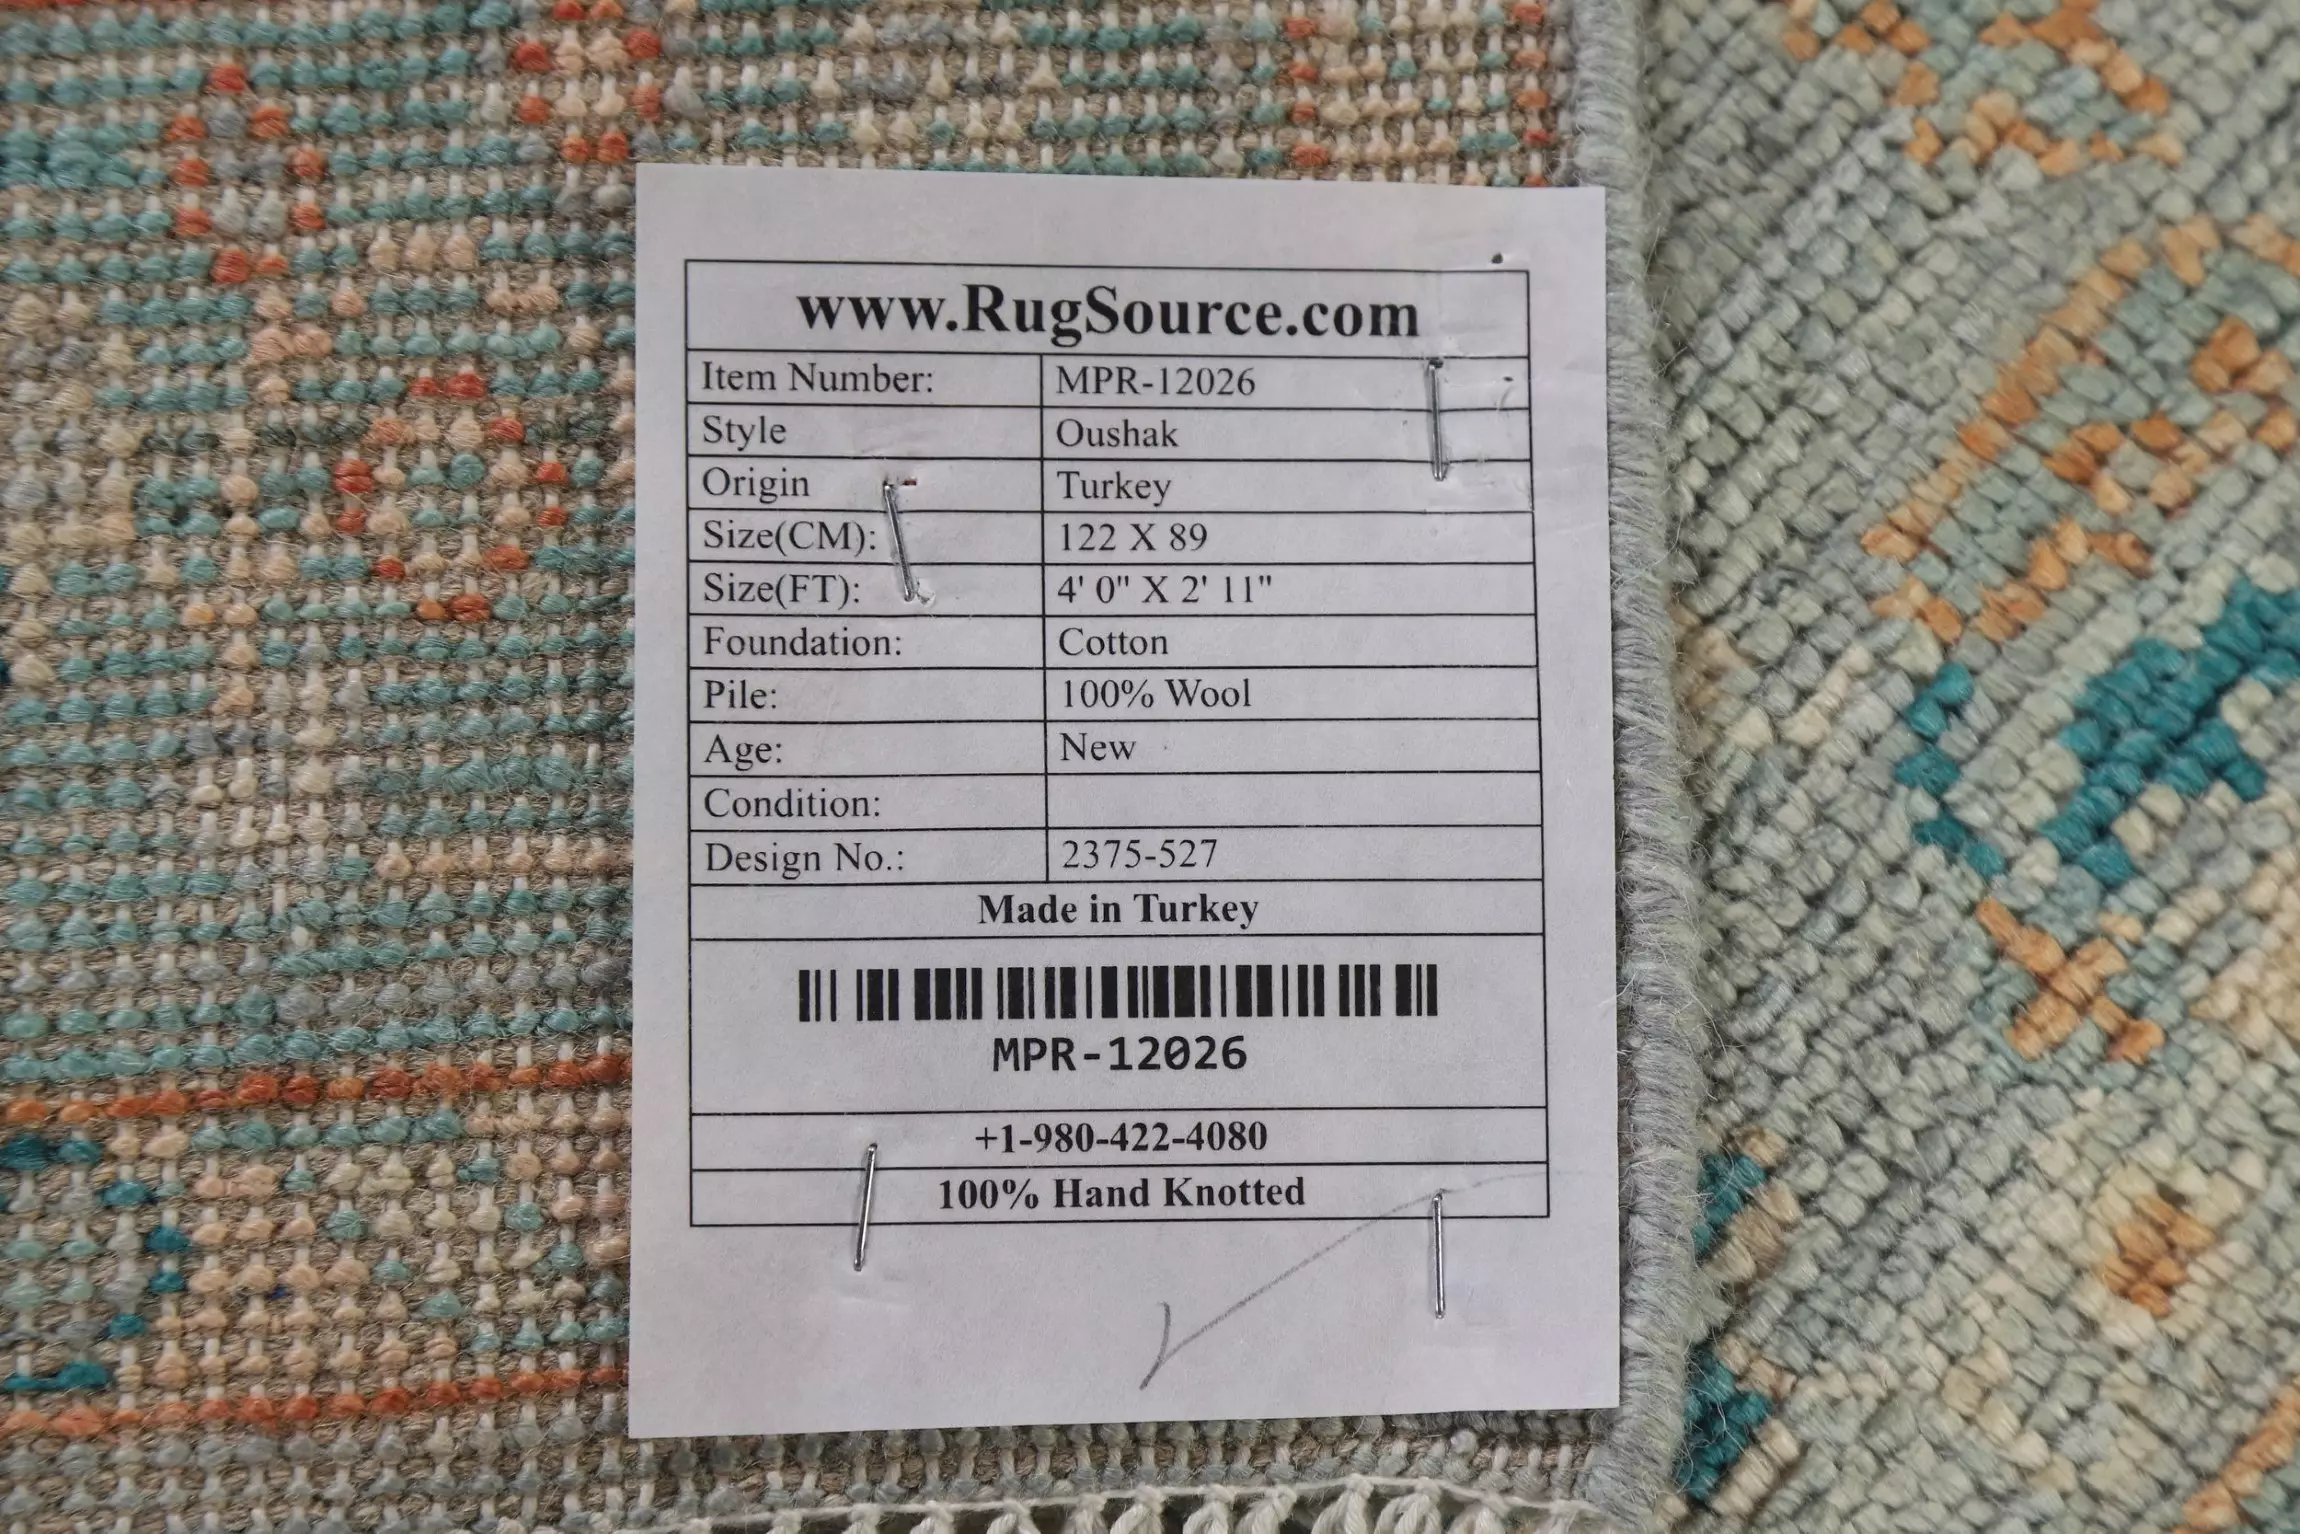 www.RugSource.com
Item Number: MPR-12026
Style Oushak
Origin Turkey
Size(CM): 122 X 89
Size(FT): 4' 0" X 2' 11"
Foundation: Cotton
Pile: 100% Wool
Age: New
Condition:
Design No.: 2375-527
Made in Turkey
MPR-12026
+1-980-422-4080
100% Hand Knotted